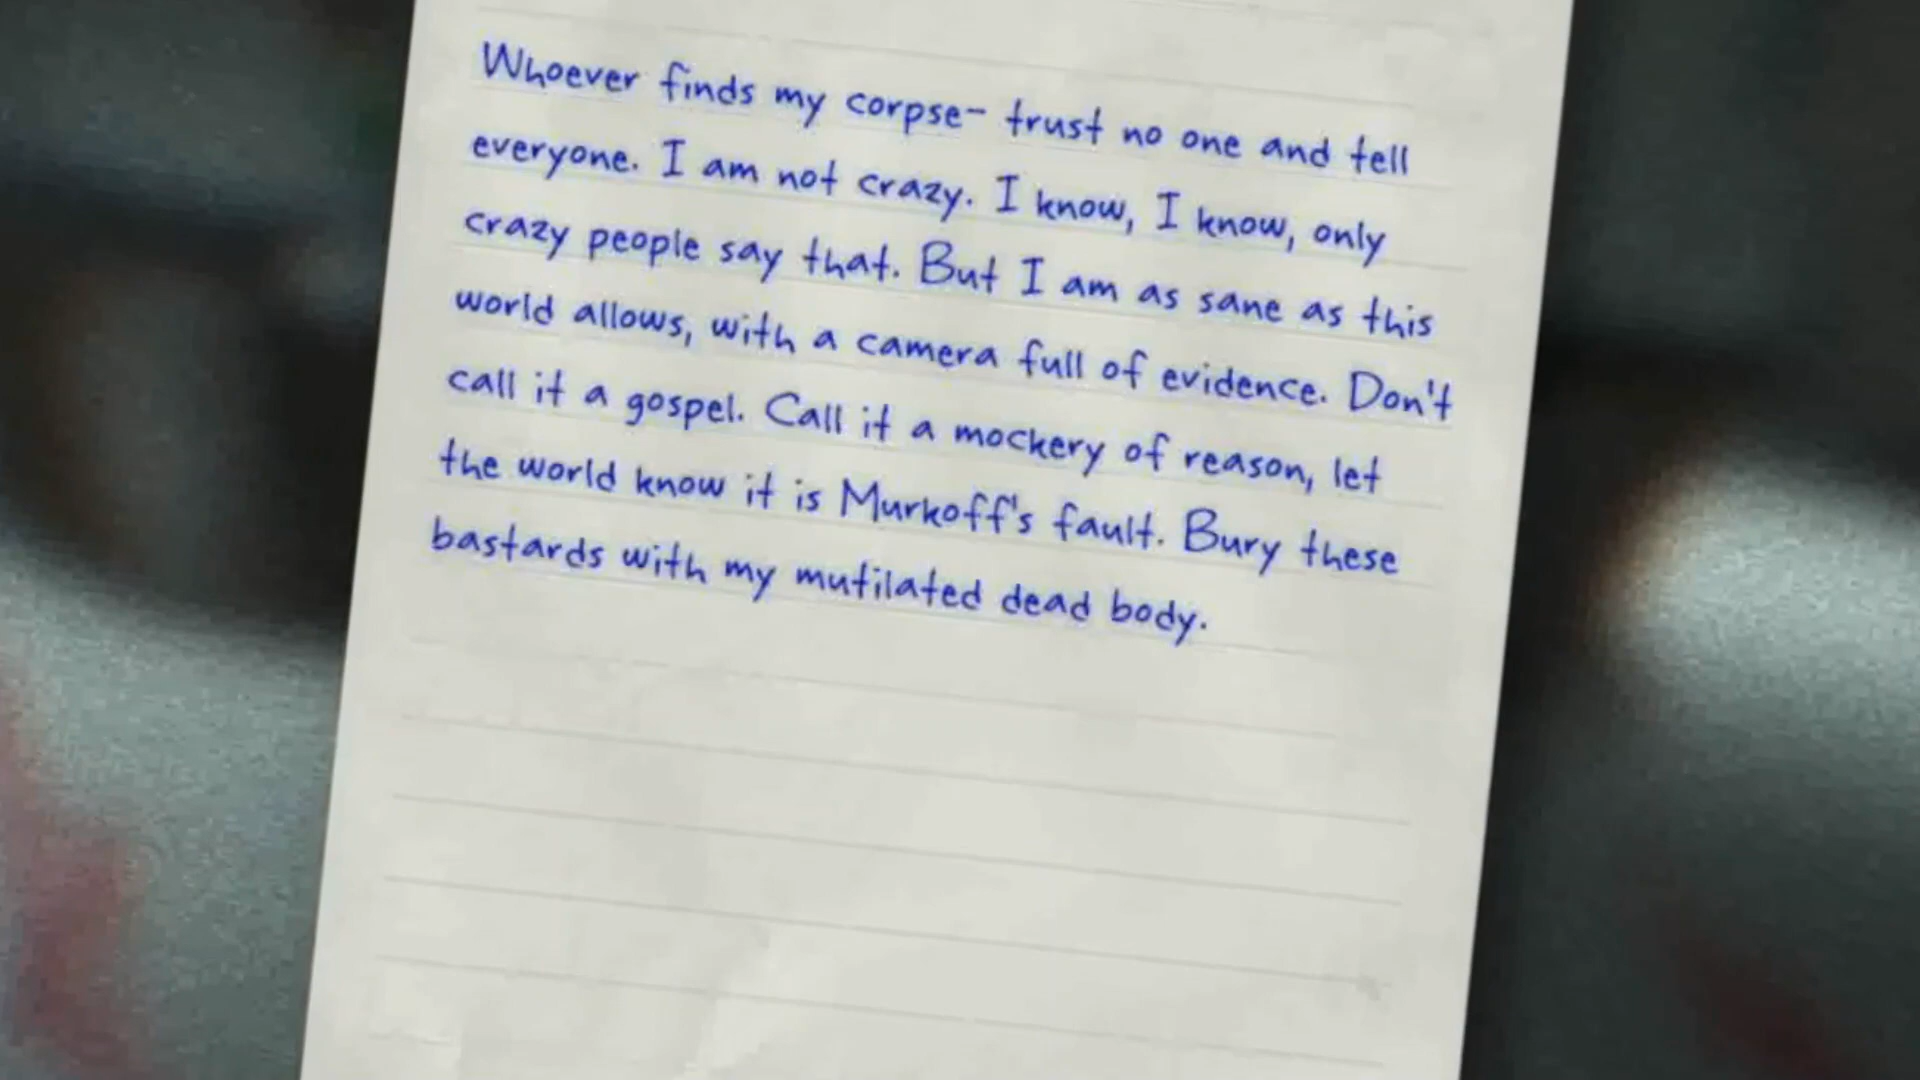 Whoever finds my corpse- trust no one and tell
everyone. I am not crazy. I know, I know, only
crazy people say that. But I am as sane as this
world allows, with a camera full of evidence. Don't
call it a gospel. Call it a mockery of reason, let
the world know it is Murkoff's fault. Bury these
bastards with my mutilated dead body.